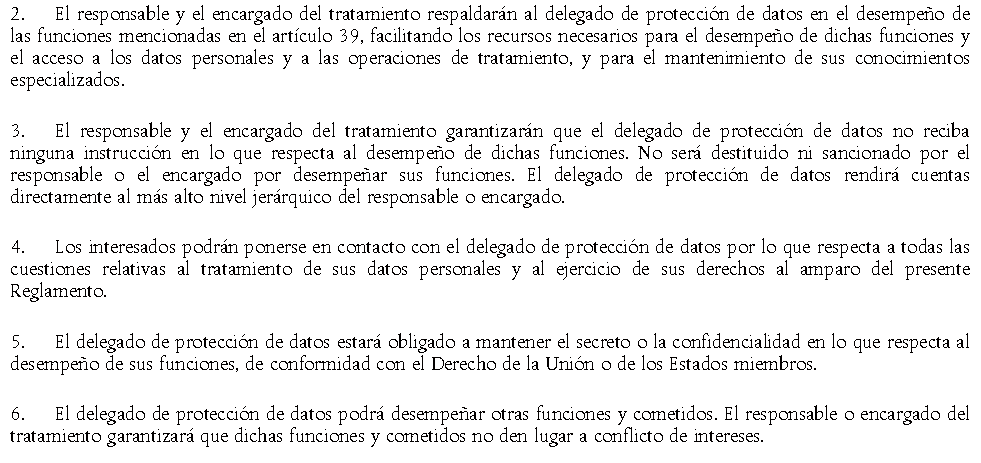 2. El responsable y el encargado del tratamiento respaldarán al delegado de protección de datos en el desempeño de
las funciones mencionadas en el artículo 39, facilitando los recursos necesarios para el desempeño de dichas funciones y
el acceso a los datos personales y a las operaciones de tratamiento, y para el mantenimiento de sus conocimientos
especializados.
3. El responsable y el encargado del tratamiento garantizarán que el delegado de protección de datos no reciba
ninguna instrucción en lo que respecta al desempeño de dichas funciones. No será destituido ni sancionado por el
responsable o el encargado por desempeñar sus funciones. El delegado de protección de datos rendirá cuentas
directamente al más alto nivel jerárquico del responsable o encargado.
4. Los interesados podrán ponerse en contacto con el delegado de protección de datos por lo que respecta a todas las
cuestiones relativas al tratamiento de sus datos personales y al ejercicio de sus derechos al amparo del presente
Reglamento.
5. El delegado de protección de datos estará obligado a mantener el secreto o la confidencialidad en lo que respecta al
desempeño de sus funciones, de conformidad con el Derecho de la Unión o de los Estados miembros.
6. El delegado de protección de datos podrá desempeñar otras funciones y cometidos. El responsable o encargado del
tratamiento garantizará que dichas funciones y cometidos no den lugar a conflicto de intereses.